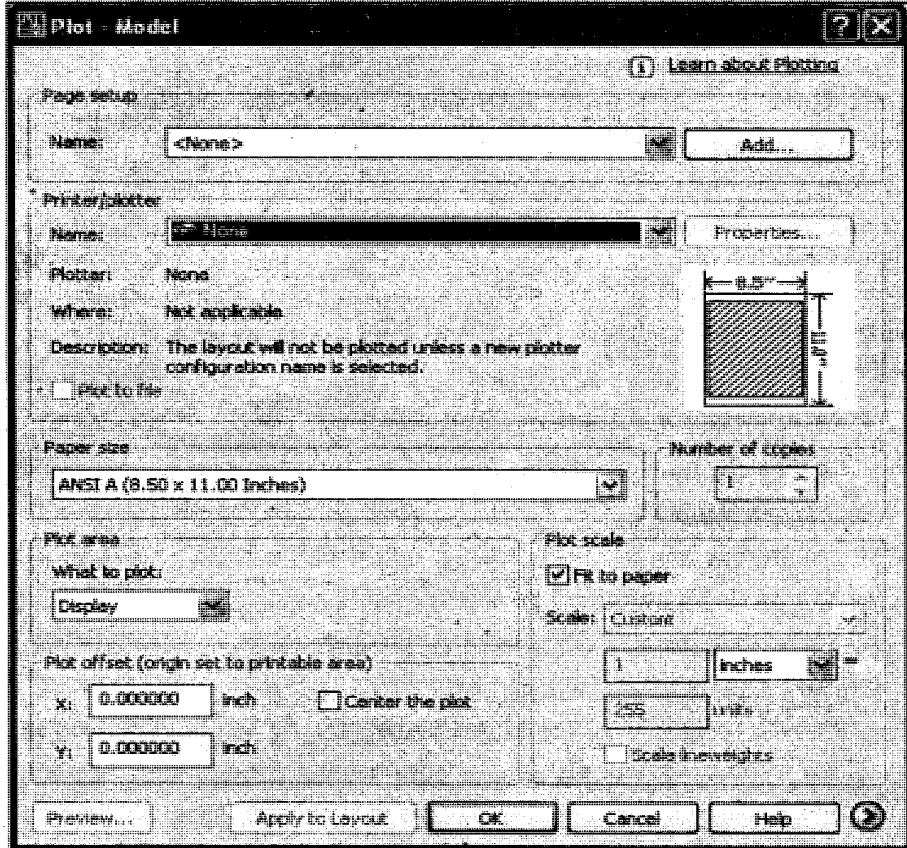 Plot - Model
Learn about Plotting
Page setup
Name: <None> Add...
Printer/plotter
Name: None Properties...
Plotter: None
Where: Not applicable
Description: The layout will not be plotted unless a new plotter
configuration name is selected.
Plot to file
8.5"
11.0"
Paper size
ANSI A (8.50 x 11.00 Inches)
Number of copies
1
Plot area
What to plot:
Display
Plot scale
Fit to paper
Scale: Custom
1 inches =
255 units
Scale lineweights
Plot offset (origin set to printable area)
X: 0.000000 inch Center the plot
Y: 0.000000 inch
Preview... Apply to Layout OK Cancel Help